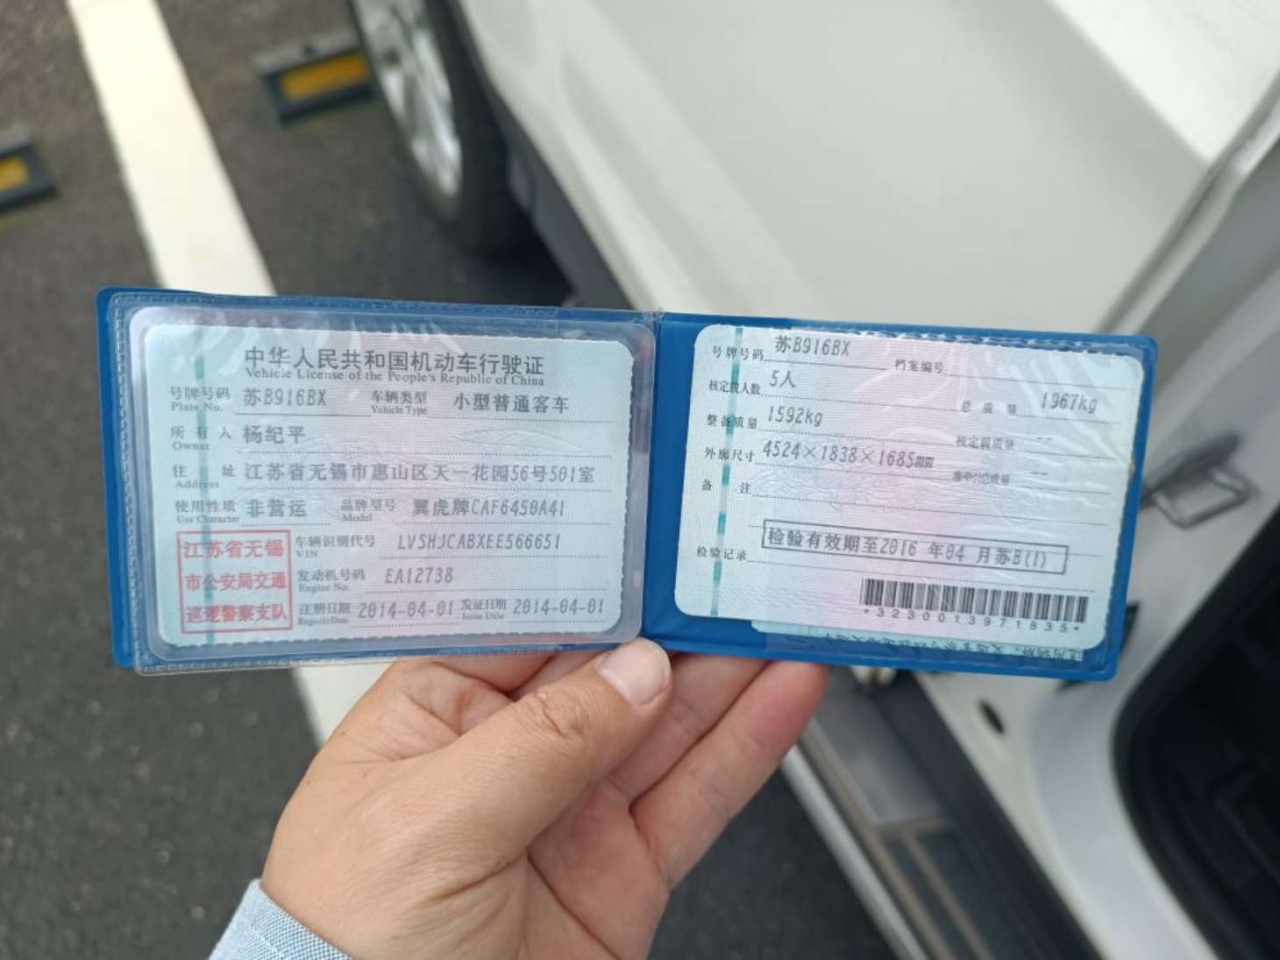 中华人民共和国机动车行驶证
Vehicle License of the People's Republic of China
号牌号码 苏B916BX 车辆类型 小型普通客车
Plate No. Vehicle Type
所有人 杨纪平
Owner
住址 江苏省无锡市惠山区天一花园56号501室
Address
使用性质 非营运 品牌型号 翼虎牌CAF6450A41
Use Character Model
江苏省无锡
市公安局交通
巡逻警察支队
车辆识别代号 LVSHJCABXEE566651
VIN
发动机号码 EA12738
Engine No.
注册日期 2014-04-01 发证日期 2014-04-01
Register Date Issue Date
号牌号码 苏B916BX 档案编号
核定载人数 5人 总质量 1967kg
整备质量 1592kg 核定载质量 --
外廓尺寸 4524×1838×1685 --
备注
检验记录 检验有效期至2016 年04 月苏B(1)
*3230013971835*